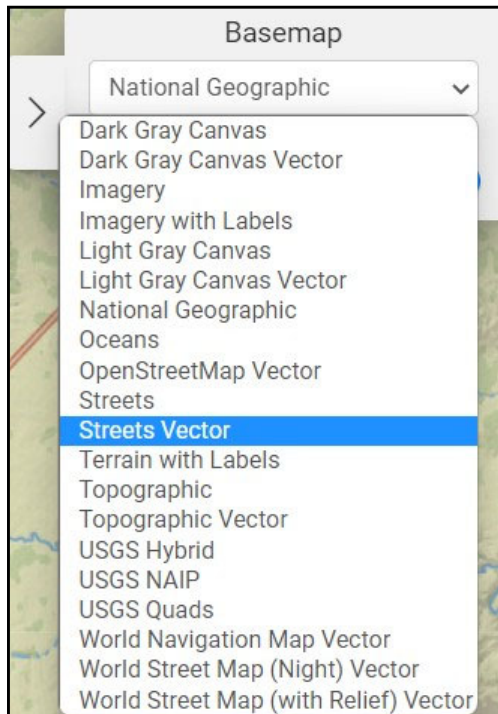 Basemap
National Geographic
Dark Gray Canvas
Dark Gray Canvas Vector
Imagery
Imagery with Labels
Light Gray Canvas
Light Gray Canvas Vector
National Geographic
Oceans
OpenStreetMap Vector
Streets
Streets Vector
Terrain with Labels
Topographic
Topographic Vector
USGS Hybrid
USGS NAIP
USGS Quads
World Navigation Map Vector
World Street Map (Night) Vector
World Street Map (with Relief) Vector